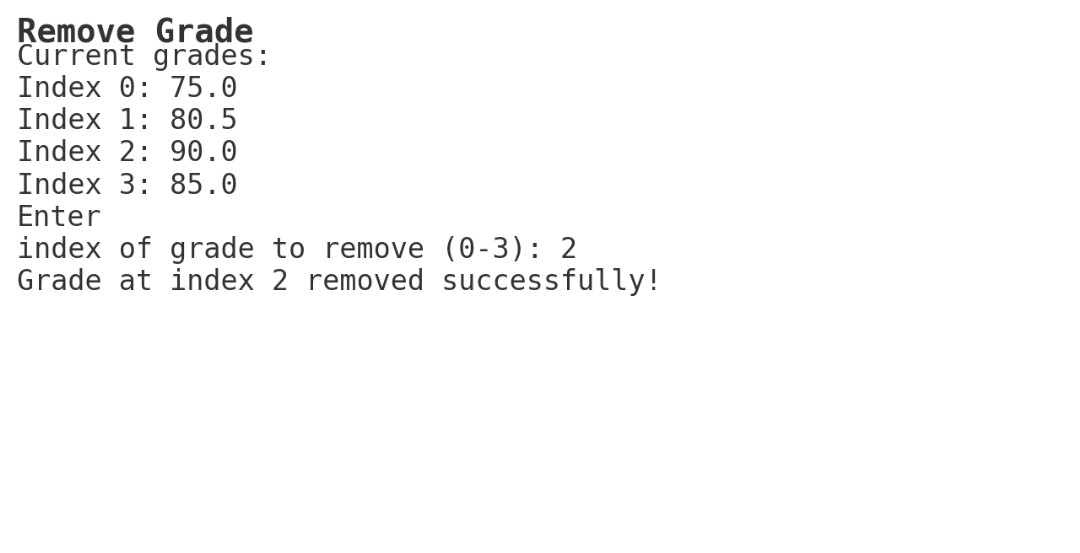 Remove Grade
Current grades:
Index 0: 75.0
Index 1: 80.5
Index 2: 90.0
Index 3: 85.0
Enter
index of grade to remove (0-3): 2
Grade at index 2 removed successfully!